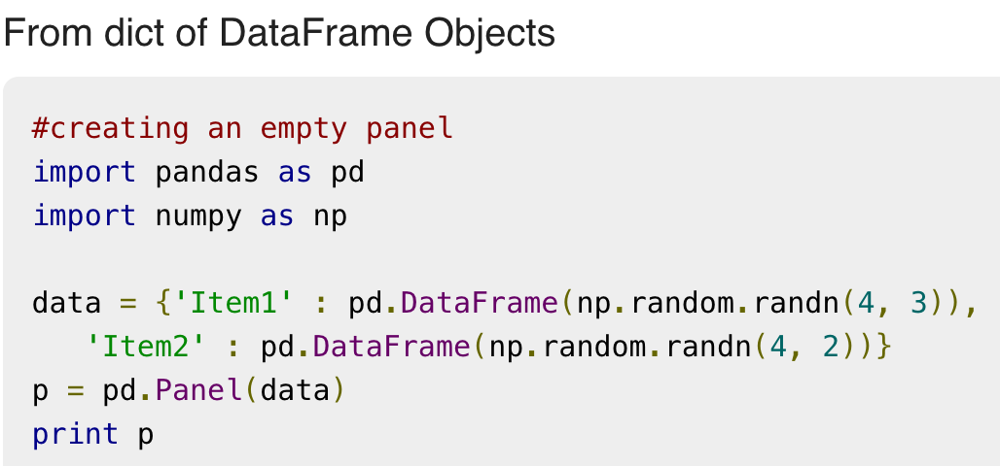 From dict of DataFrame Objects
#creating an empty panel
import pandas as pd
import numpy as np
data = {'Item1' : pd.DataFrame(np.random.randn(4, 3)),
   'Item2' : pd.DataFrame(np.random.randn(4, 2))}
p = pd.Panel(data)
print p